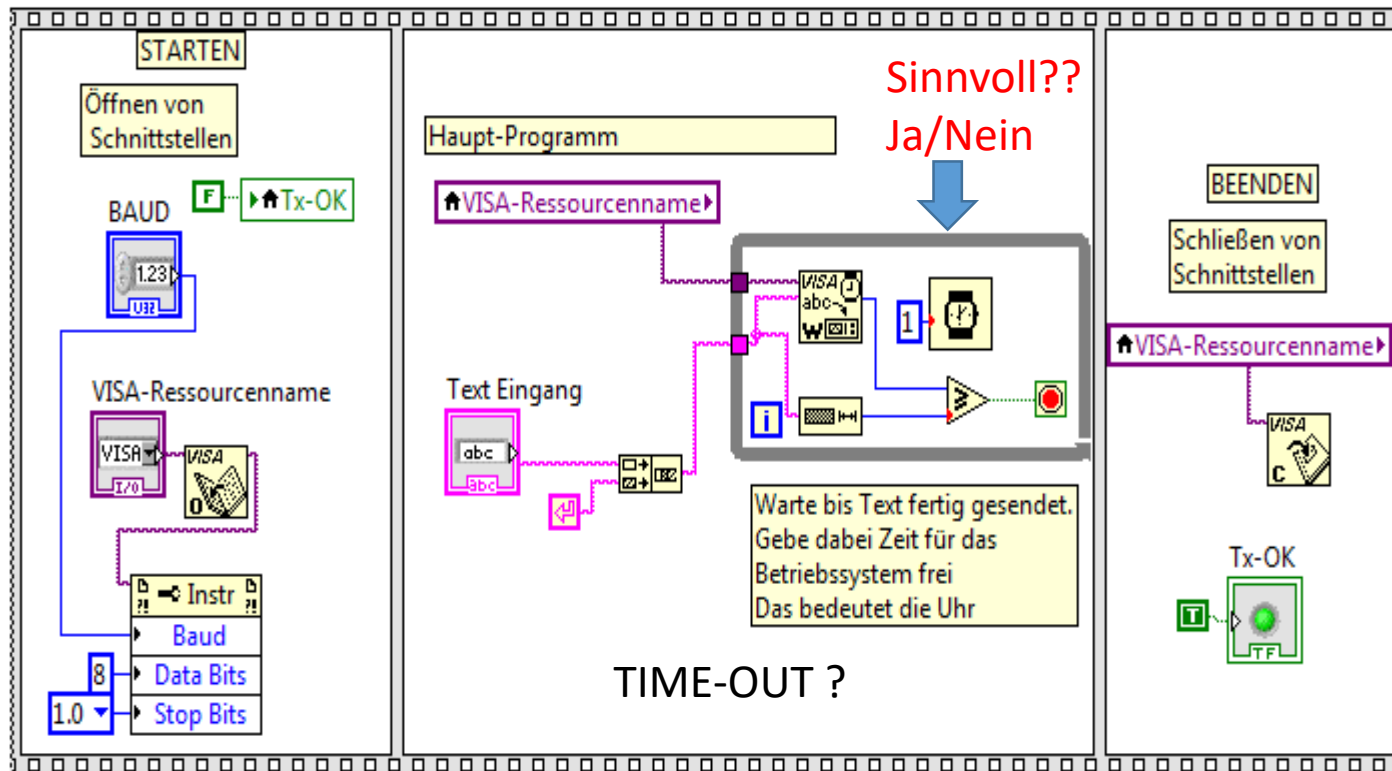 STARTEN
Öffnen von
Schnittstellen
F
Tx-OK
BAUD
1.23
U32
VISA-Ressourcenname
VISA
I/O
VISA
O
Instr
Baud
8
Data Bits
1.0
Stop Bits
Sinnvoll??
Ja/Nein
Haupt-Programm
VISA-Ressourcenname
VISA
abc
W
1
i
Text Eingang
abc
abc
Warte bis Text fertig gesendet.
Gebe dabei Zeit für das
Betriebssystem frei
Das bedeutet die Uhr
TIME-OUT ?
BEENDEN
Schließen von
Schnittstellen
VISA-Ressourcenname
VISA
C
Tx-OK
T
TF